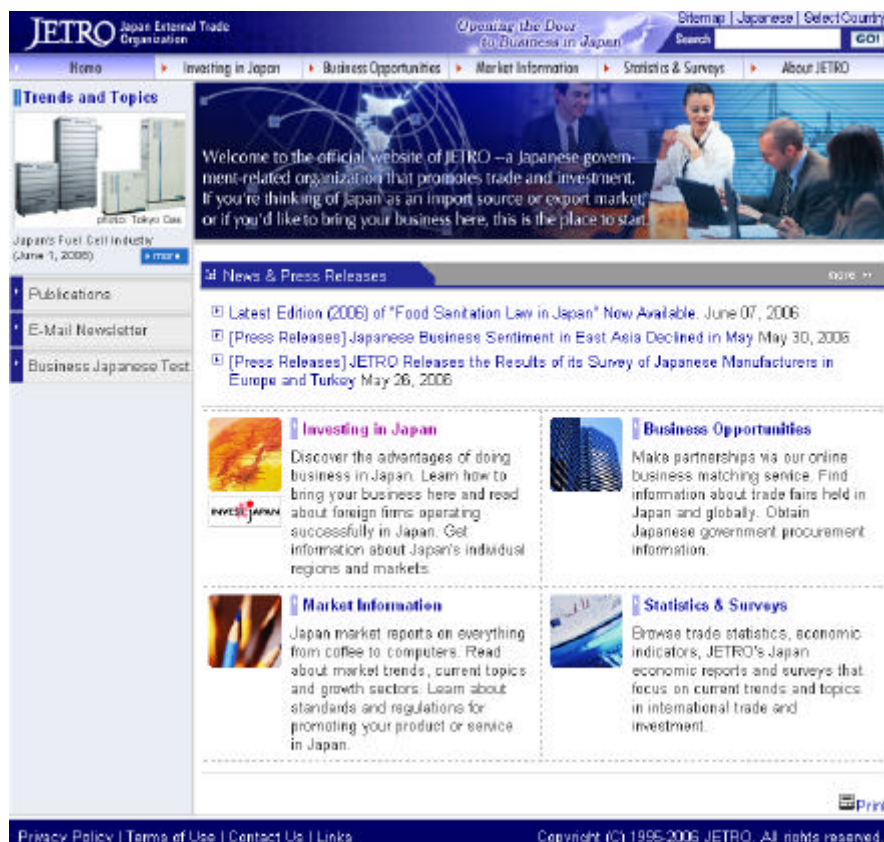 JETRO Japan External Trade
Organization
Opening the Door
to Business in Japan
Sitemap | Japanese | Select Country
Search GO!
Home Investing in Japan Business Opportunities Market Information Statistics & Surveys About JETRO
Trends and Topics
photo: Tokyo Gas
Japan's Fuel Cell Industry
(June 1, 2006) more
Publications
E-Mail Newsletter
Business Japanese Test
Welcome to the official website of JETRO --a Japanese govern-
ment-related organization that promotes trade and investment.
If you're thinking of Japan as an import source or export market,
or if you'd like to bring your business here, this is the place to start.
News & Press Releases more
Latest Edition (2006) of "Food Sanitation Law in Japan" Now Available. June 07, 2006
[Press Releases] Japanese Business Sentiment in East Asia Declined in May May 30, 2006
[Press Releases] JETRO Releases the Results of its Survey of Japanese Manufacturers in
Europe and Turkey May 26, 2006
INVEST JAPAN
Investing in Japan
Discover the advantages of doing
business in Japan. Learn how to
bring your business here and read
about foreign firms operating
successfully in Japan. Get
information about Japan's individual
regions and markets.
Business Opportunities
Make partnerships via our online
business matching service. Find
information about trade fairs held in
Japan and globally. Obtain
Japanese government procurement
information.
Market Information
Japan market reports on everything
from coffee to computers. Read
about market trends, current topics
and growth sectors. Learn about
standards and regulations for
promoting your product or service
in Japan.
Statistics & Surveys
Browse trade statistics, economic
indicators, JETRO's Japan
economic reports and surveys that
focus on current trends and topics
in international trade and
investment.
Print
Privacy Policy | Terms of Use | Contact Us | Links Copyright (C) 1995-2006 JETRO. All rights reserved.